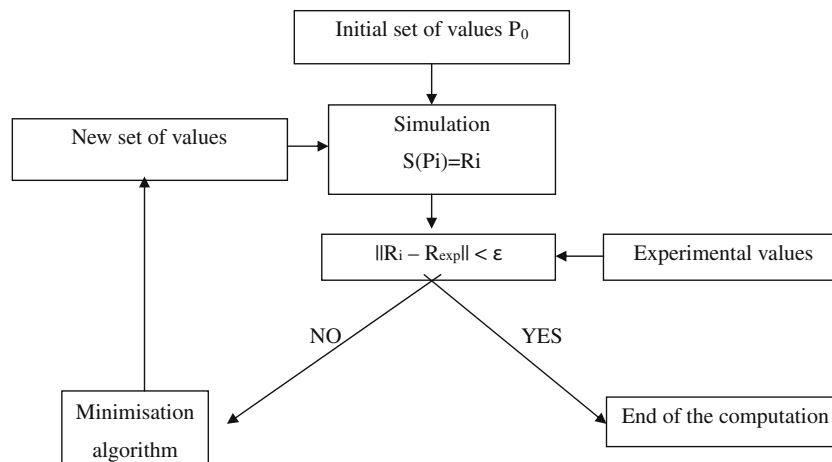 Initial set of values P₀
New set of values
Simulation
S(Pi)=Ri
||Ri – Rexp|| < ε
Experimental values
NO
YES
Minimisation
algorithm
End of the computation